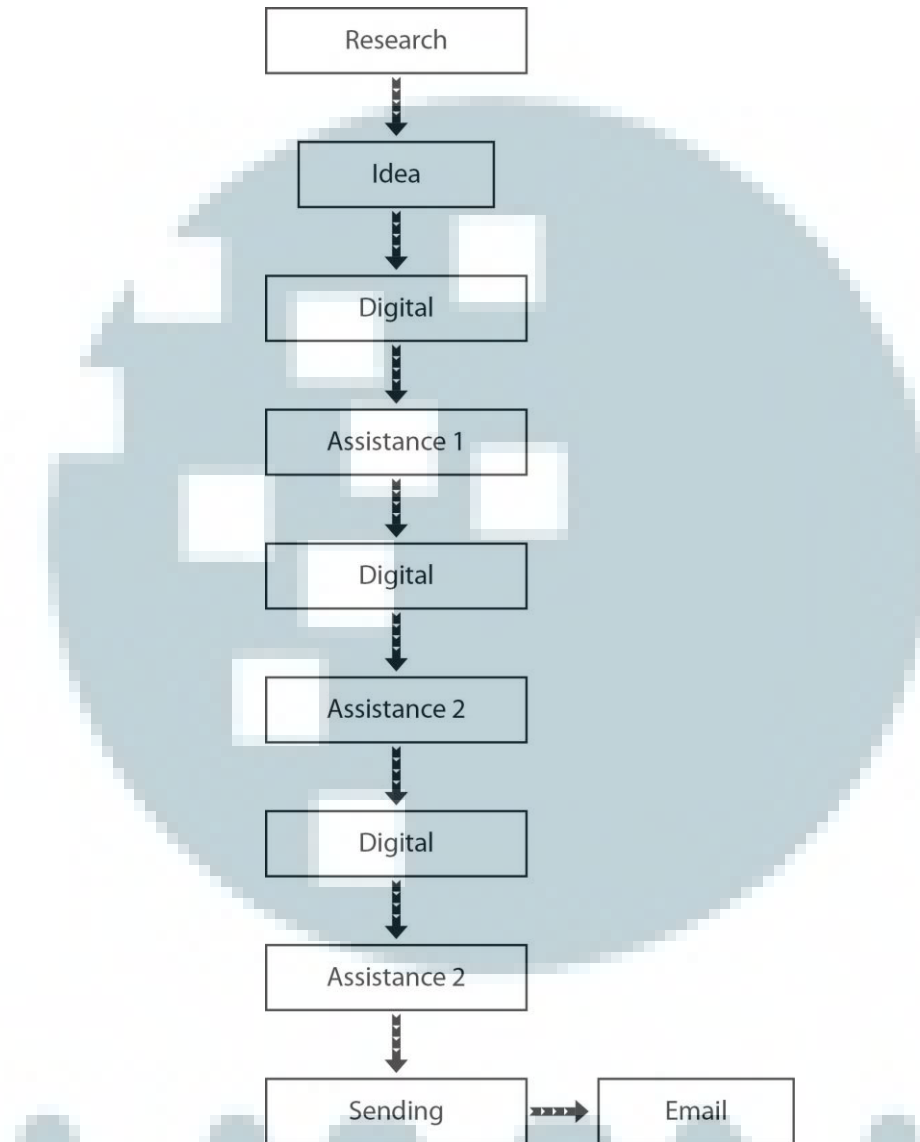 Research
Idea
Digital
Assistance 1
Digital
Assistance 2
Digital
Assistance 2
Sending
Email